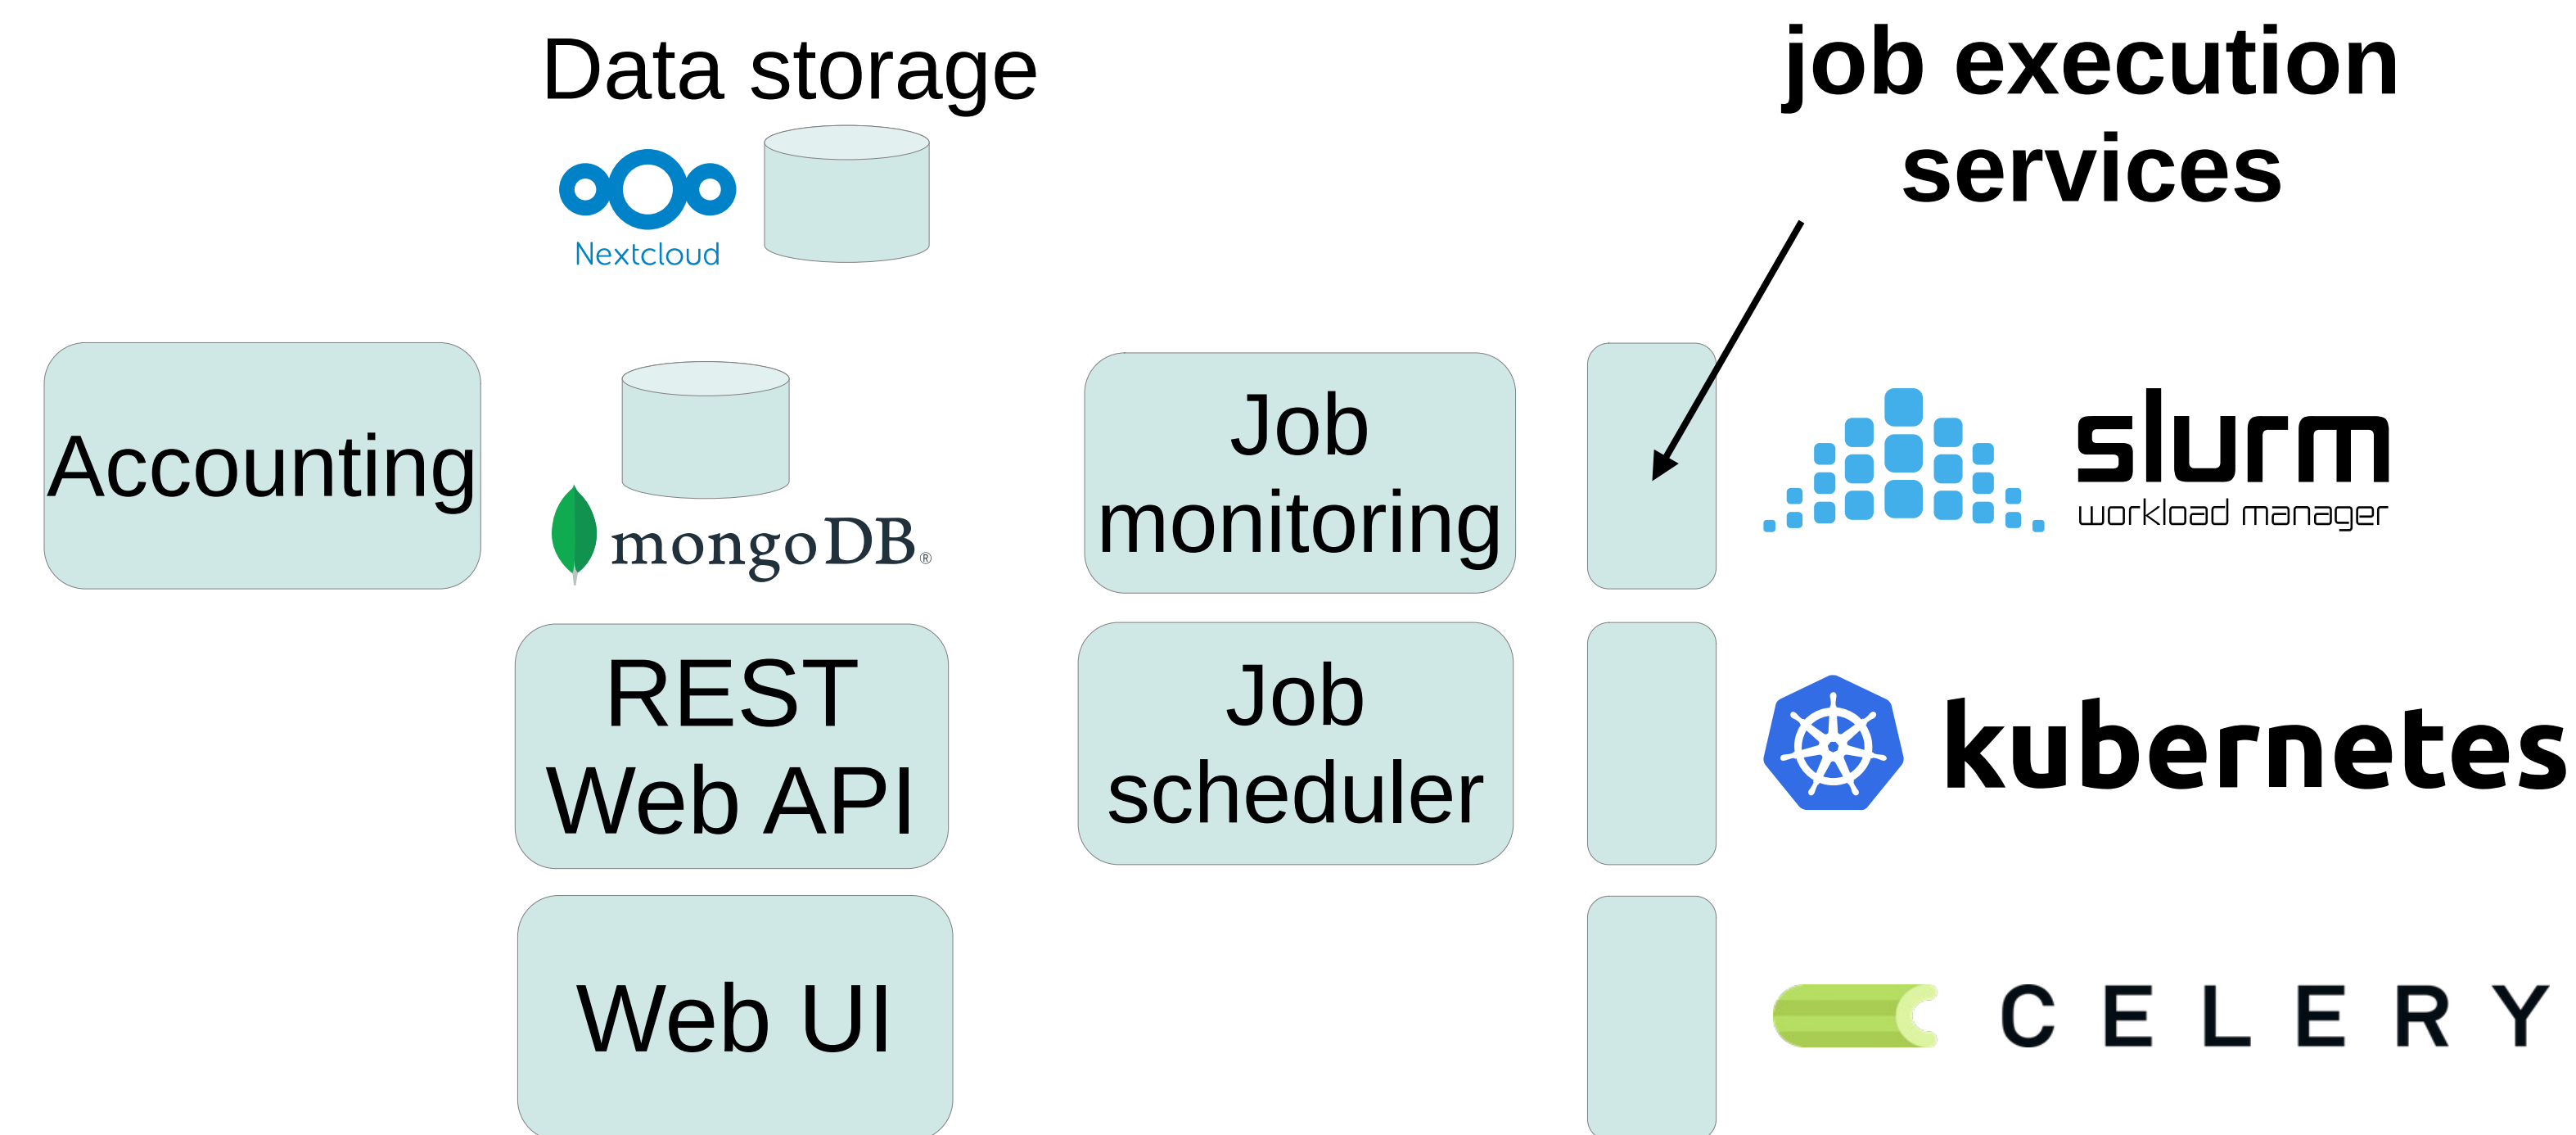 Data storage
job execution
services
Nextcloud
Accounting
mongoDB®
Job
monitoring
slurm
workload manager
REST
Web API
Job
scheduler
kubernetes
Web UI
CELERY